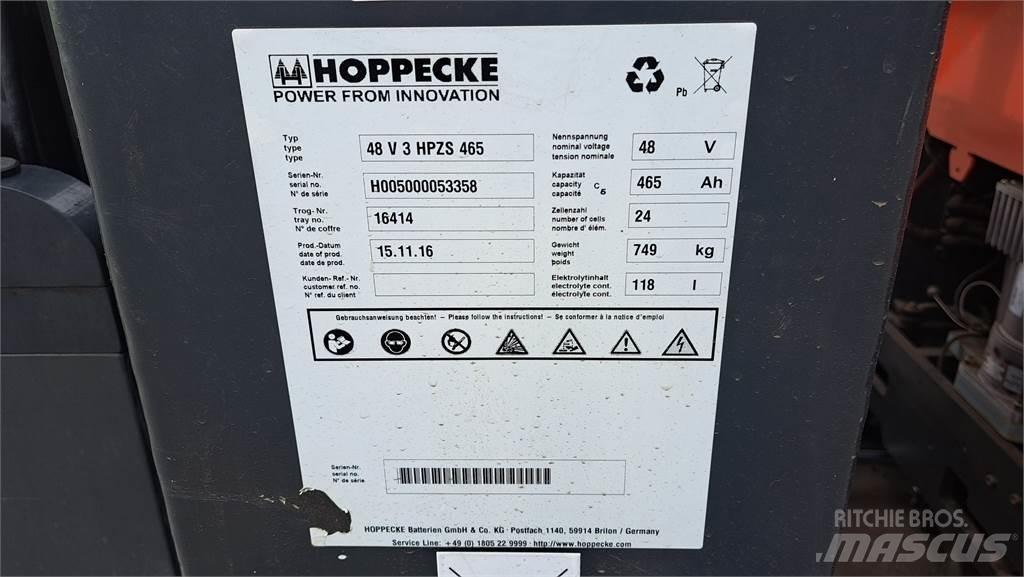 HOPPECKE
POWER FROM INNOVATION
Pb
Typ
type
type
48 V 3 HPZS 465
Nennspannung
nominal voltage
tension nominale
48 V
Serien-Nr.
serial no.
N° de série
H005000053358
Kapazität
capacity C5
capacité
465 Ah
Trog-Nr.
tray no.
N° de coffre
16414
Zellenzahl
number of cells
nombre d' élém.
24
Prod.-Datum
date of prod.
date de prod.
15.11.16
Gewicht
weight
poids
749 kg
Kunden-Ref.-Nr.
customer ref. no.
N° ref. du client
Elektrolytinhalt
electrolyte cont.
électrolyte cont.
118 l
Gebrauchsanweisung beachten! – Please follow the instructions! – Se conformer à la notice d'emploi
Serien-Nr.
serial no.
N° de série
HOPPECKE Batterien GmbH & Co. KG · Postfach 1140, 59914 Brilon / Germany
Service Line: +49 (0) 1805 22 9999 · http://www.hoppecke.com
RITCHIE BROS.
MASCUS